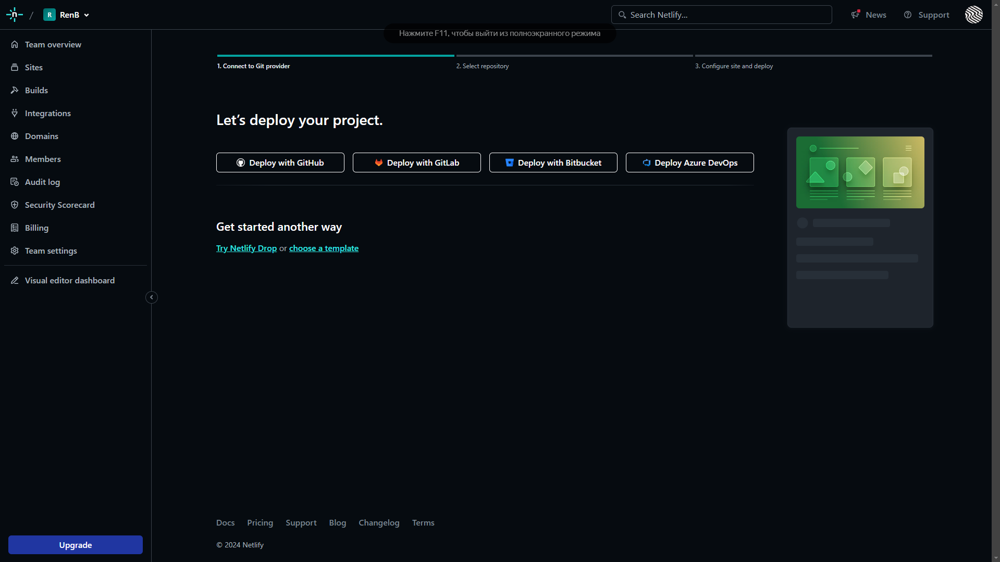 n / R RenB
Search Netlify...
News
Support
Нажмите F11, чтобы выйти из полноэкранного режима
Team overview
Sites
Builds
Integrations
Domains
Members
Audit log
Security Scorecard
Billing
Team settings
Visual editor dashboard
Upgrade
1. Connect to Git provider
2. Select repository
3. Configure site and deploy
Let’s deploy your project.
Deploy with GitHub
Deploy with GitLab
Deploy with Bitbucket
Deploy Azure DevOps
Get started another way
Try Netlify Drop or choose a template
Docs Pricing Support Blog Changelog Terms
© 2024 Netlify